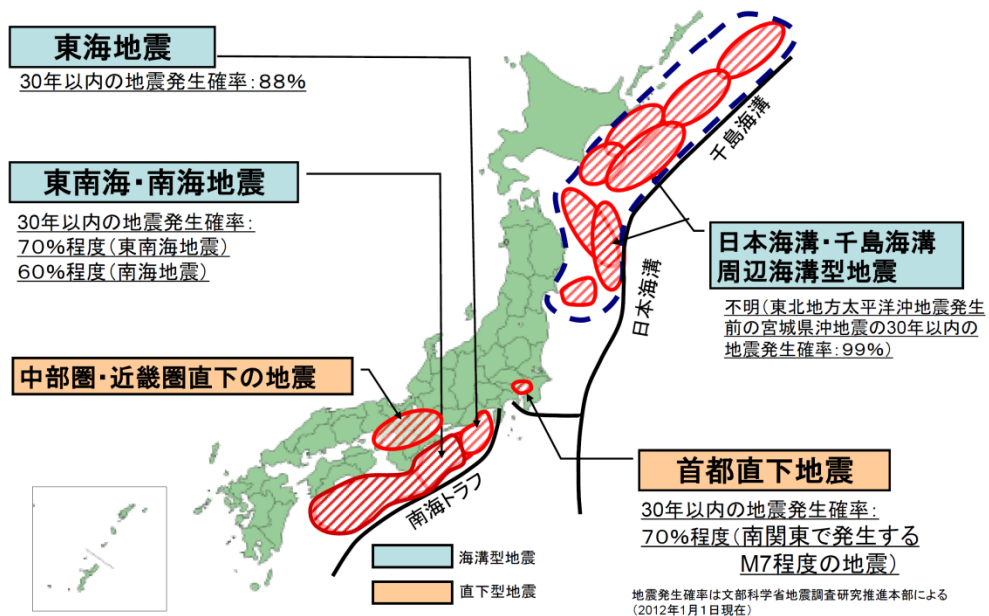 東海地震
30年以内の地震発生確率:88%
東南海・南海地震
30年以内の地震発生確率:
70%程度(東南海地震)
60%程度(南海地震)
中部圏・近畿圏直下の地震
千島海溝
日本海溝・千島海溝
周辺海溝型地震
不明(東北地方太平洋沖地震発生
前の宮城県沖地震の30年以内の
地震発生確率:99%)
日本海溝
首都直下地震
30年以内の地震発生確率:
70%程度(南関東で発生する
M7程度の地震)
南海トラフ
海溝型地震
直下型地震
地震発生確率は文部科学省地震調査研究推進本部による
(2012年1月1日現在)